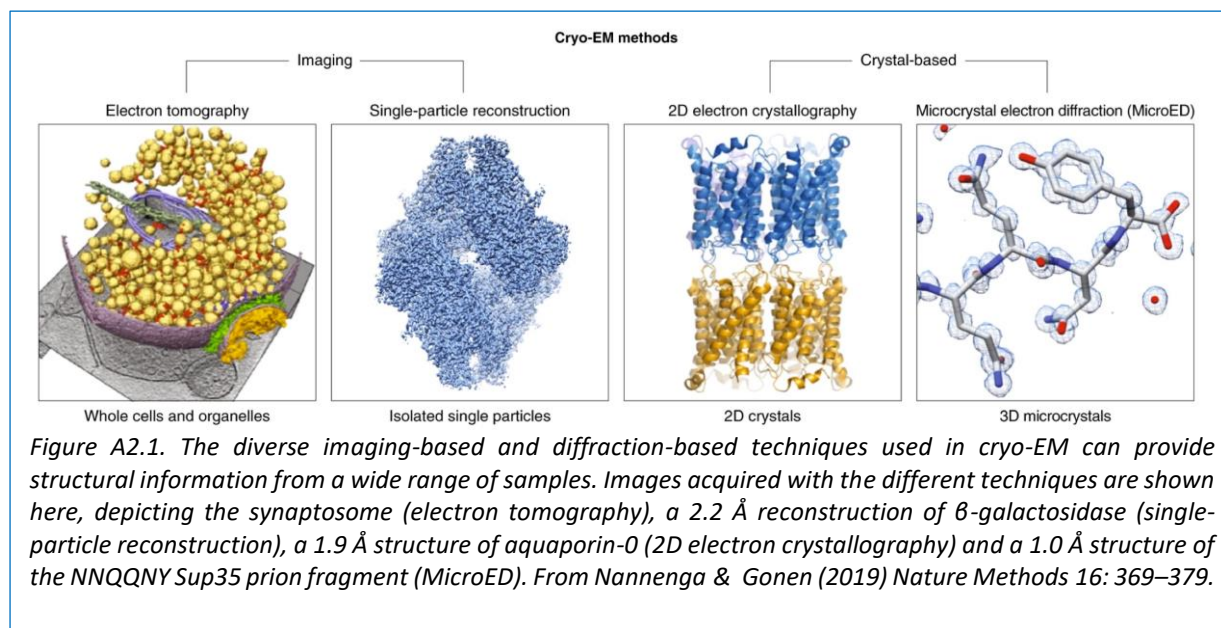 Cryo-EM methods
Imaging
Crystal-based
Electron tomography
Single-particle reconstruction
2D electron crystallography
Microcrystal electron diffraction (MicroED)
Whole cells and organelles
Isolated single particles
2D crystals
3D microcrystals
Figure A2.1. The diverse imaging-based and diffraction-based techniques used in cryo-EM can provide
structural information from a wide range of samples. Images acquired with the different techniques are shown
here, depicting the synaptosome (electron tomography), a 2.2 Å reconstruction of β-galactosidase (single-
particle reconstruction), a 1.9 Å structure of aquaporin-0 (2D electron crystallography) and a 1.0 Å structure of
the NNQQNY Sup35 prion fragment (MicroED). From Nannenga & Gonen (2019) Nature Methods 16: 369–379.